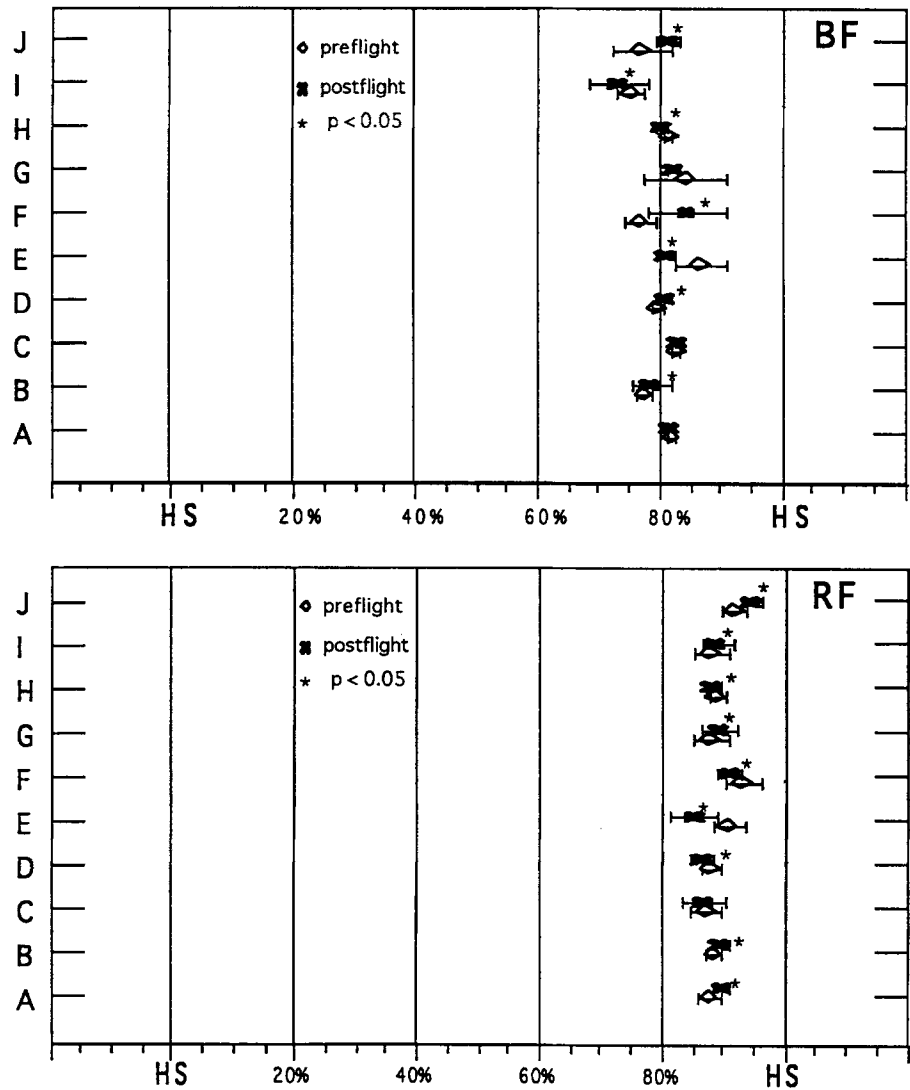 BF
◇ preflight
✖ postflight
* p < 0.05
J *
I *
H *
G
F *
E *
D *
C
B *
A
HS 20% 40% 60% 80% HS
RF
◇ preflight
✖ postflight
* p < 0.05
J *
I *
H *
G *
F *
E *
D *
C
B *
A *
HS 20% 40% 60% 80% HS